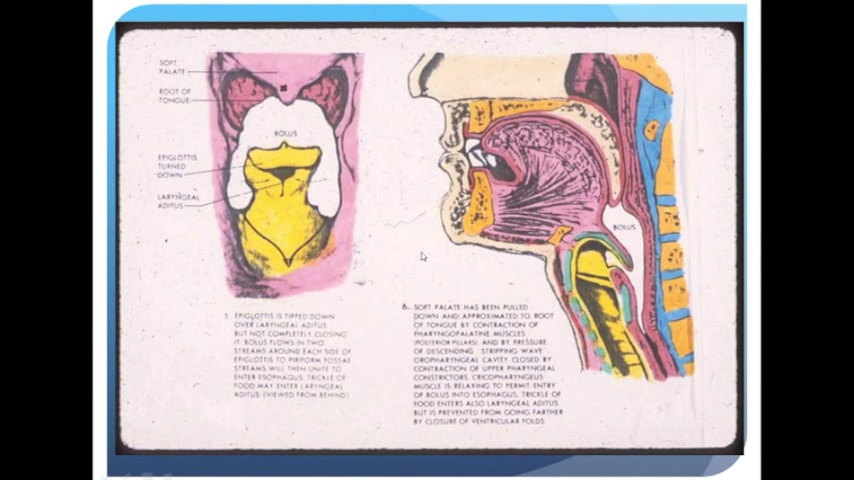 SOFT
PALATE
ROOT OF
TONGUE
BOLUS
EPIGLOTTIS
TURNED
DOWN
LARYNGEAL
ADITUS
BOLUS
5. EPIGLOTTIS IS TIPPED DOWN
OVER LARYNGEAL ADITUS
BUT NOT COMPLETELY CLOSING
IT. BOLUS FLOWS IN TWO
STREAMS AROUND EACH SIDE OF
EPIGLOTTIS TO PIRIFORM FOSSAE
STREAMS WILL THEN UNITE TO
ENTER ESOPHAGUS. TRICKLE OF
FOOD MAY ENTER LARYNGEAL
ADITUS. (VIEWED FROM BEHIND)
6. SOFT PALATE HAS BEEN PULLED
DOWN AND APPROXIMATED TO ROOT
OF TONGUE BY CONTRACTION OF
PHARYNGOPALATINE MUSCLES
(POSTERIOR PILLARS) AND BY PRESSURE
OF DESCENDING STRIPPING WAVE
OROPHARYNGEAL CAVITY CLOSED BY
CONTRACTION OF UPPER PHARYNGEAL
CONSTRICTORS. CRICOPHARYNGEUS
MUSCLE IS RELAXING TO PERMIT ENTRY
OF BOLUS INTO ESOPHAGUS. TRICKLE OF
FOOD ENTERS ALSO LARYNGEAL ADITUS
BUT IS PREVENTED FROM GOING FARTHER
BY CLOSURE OF VENTRICULAR FOLDS